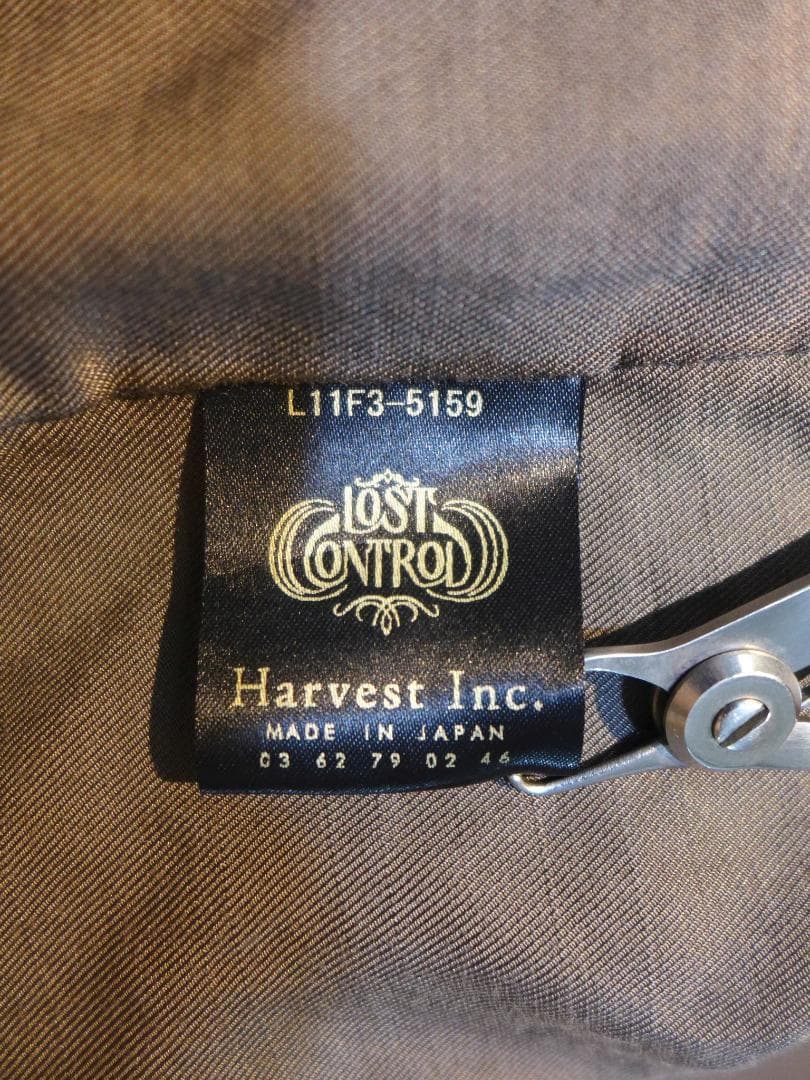 L11F3-5159
LOST
CONTROL
Harvest Inc.
MADE IN JAPAN
03 62 79 02 46